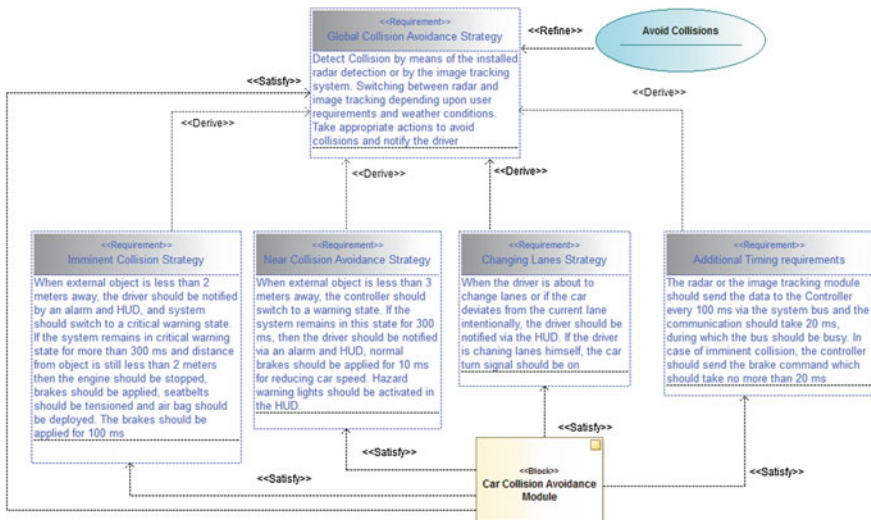 <<Requirement>>
Global Collision Avoidance Strategy
Detect Collision by means of the installed
radar detection or by the image tracking
system. Switching between radar and
image tracking depending upon user
requirements and weather conditions.
Take appropriate actions to avoid
collisions and notify the driver
<<Refine>>
Avoid Collisions
<<Satisfy>>
<<Derive>>
<<Derive>>
<<Derive>>
<<Derive>>
<<Requirement>>
Imminent Collision Strategy
When external object is less than 2
meters away, the driver should be notified
by an alarm and HUD, and system
should switch to a critical warning state.
If the system remains in critical warning
state for more than 300 ms and distance
from object is still less than 2 meters
then the engine should be stopped,
brakes should be applied, seatbelts
should be tensioned and air bag should
be deployed. The brakes should be
applied for 100 ms
<<Requirement>>
Near Collision Avoidance Strategy
When external object is less than 3
meters away, the controller should
switch to a warning state. If the
system remains in this state for 300
ms, then the driver should be notified
via an alarm and HUD, normal
brakes should be applied for 10 ms
for reducing car speed. Hazard
warning lights should be activated in
the HUD.
<<Requirement>>
Changing Lanes Strategy
When the driver is about to
change lanes or if the car
deviates from the current lane
intentionally, the driver should be
notified via the HUD. If the driver
is chaning lanes himself, the car
turn signal should be on
<<Requirement>>
Additional Timing requirements
The radar or the image tracking module
should send the data to the Controller
every 100 ms via the system bus and the
communication should take 20 ms,
during which the bus should be busy. In
case of imminent collision, the controller
should send the brake command which
should take no more than 20 ms
<<Satisfy>>
<<Satisfy>>
<<Satisfy>>
<<Satisfy>>
<<Block>>
Car Collision Avoidance
Module